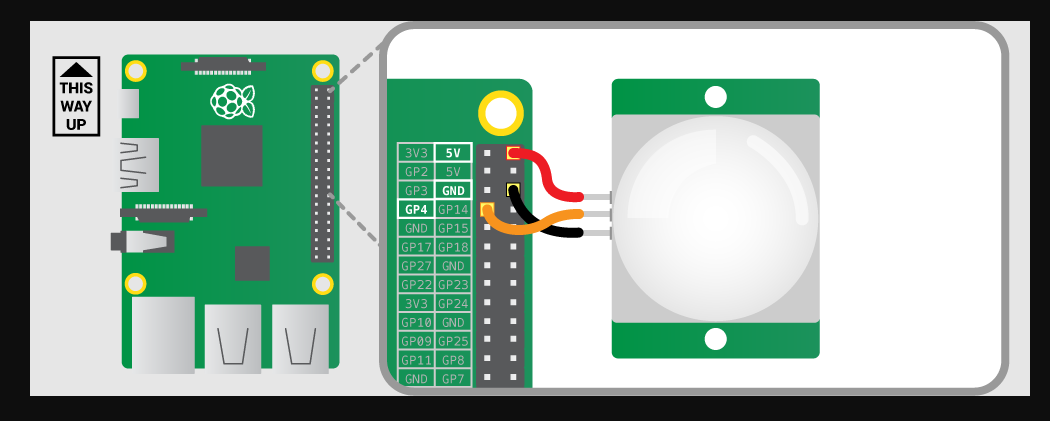 THIS
WAY
UP
3V3 5V
GP2 5V
GP3 GND
GP4 GP14
GND GP15
GP17 GP18
GP27 GND
GP22 GP23
3V3 GP24
GP10 GND
GP09 GP25
GP11 GP8
GND GP7